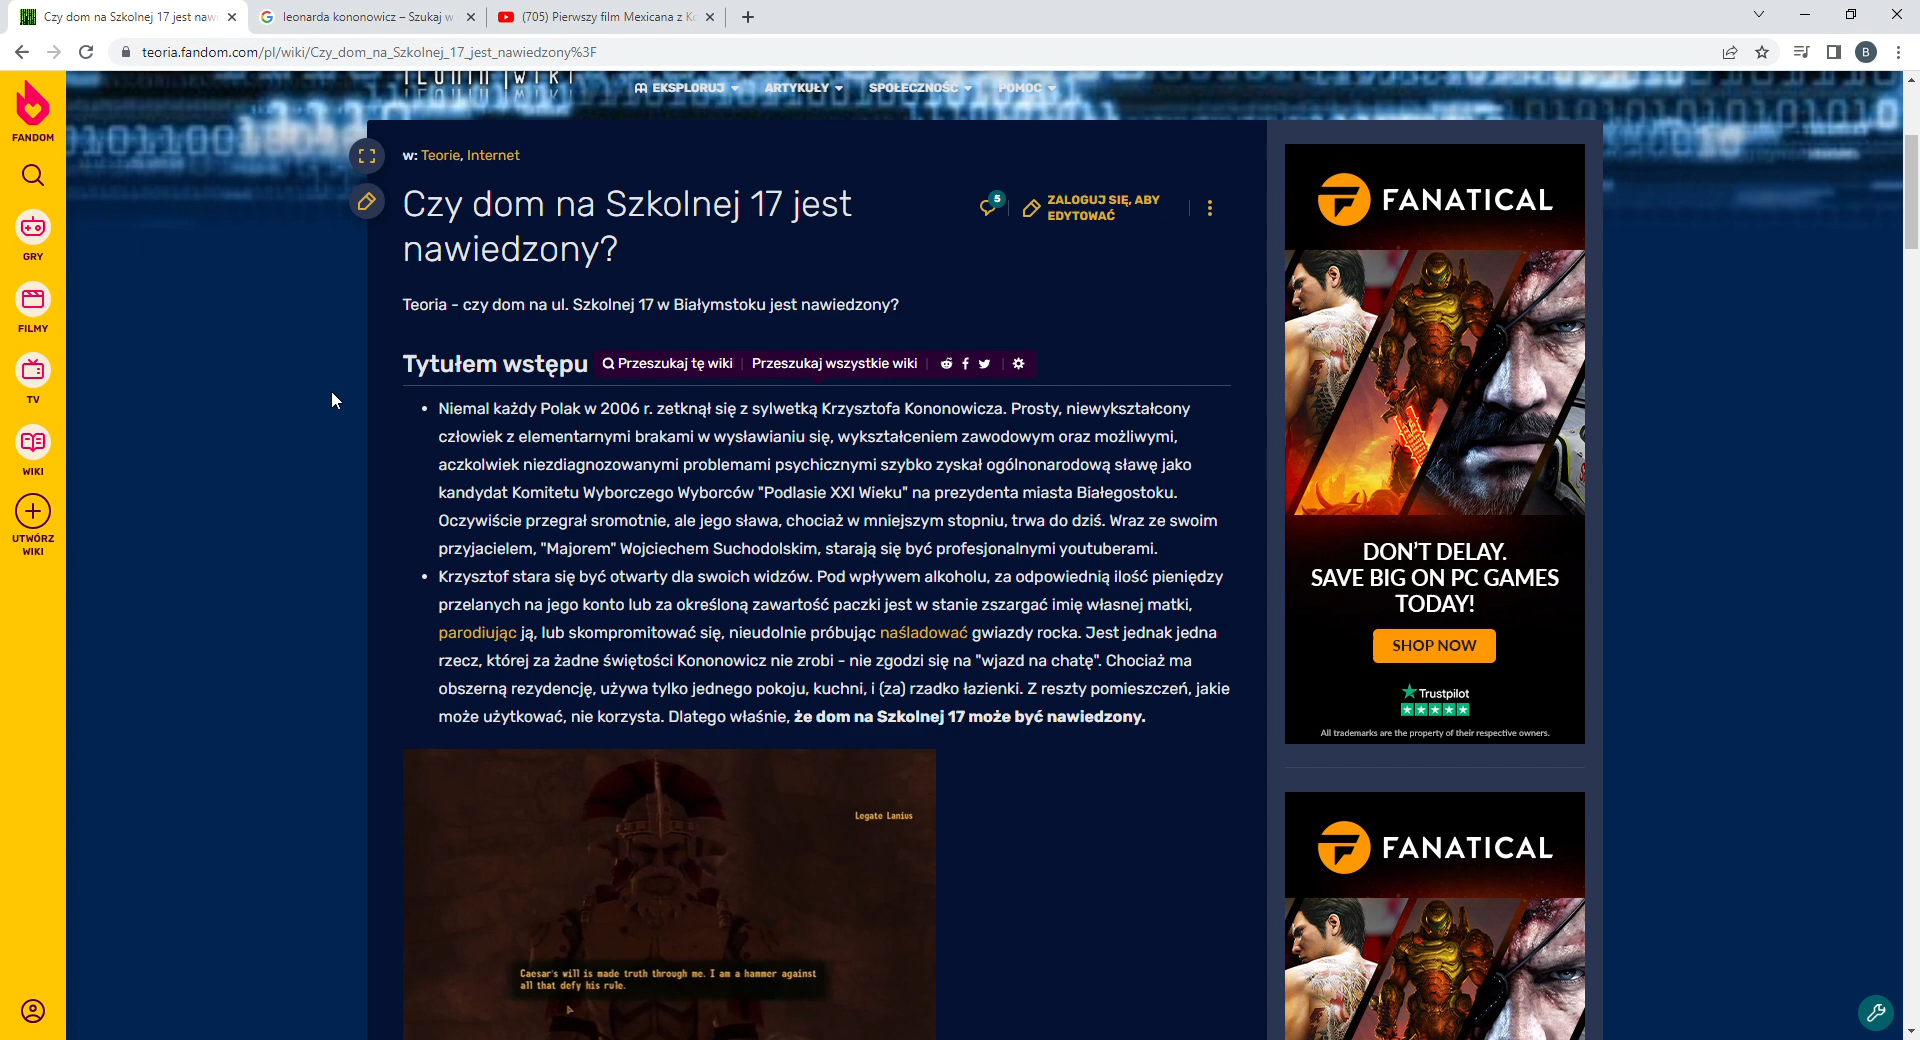 Czy dom na Szkolnej 17 jest naw
leonarda kononowicz – Szukaj w
(705) Pierwszy film Mexicana z K
teoria.fandom.com/pl/wiki/Czy_dom_na_Szkolnej_17_jest_nawiedzony%3F
B
EKSPLORUJ
ARTYKUŁY
SPOŁECZNOŚĆ
POMOC
FANDOM
GRY
FILMY
TV
WIKI
UTWÓRZ
WIKI
w: Teorie, Internet
Czy dom na Szkolnej 17 jest
nawiedzony?
5
ZALOGUJ SIĘ, ABY
EDYTOWAĆ
Teoria - czy dom na ul. Szkolnej 17 w Białymstoku jest nawiedzony?
Tytułem wstępu
Przeszukaj tę wiki
Przeszukaj wszystkie wiki
Niemal każdy Polak w 2006 r. zetknął się z sylwetką Krzysztofa Kononowicza. Prosty, niewykształcony
człowiek z elementarnymi brakami w wysławianiu się, wykształceniem zawodowym oraz możliwymi,
aczkolwiek niezdiagnozowanymi problemami psychicznymi szybko zyskał ogólnonarodową sławę jako
kandydat Komitetu Wyborczego Wyborców "Podlasie XXI Wieku" na prezydenta miasta Białegostoku.
Oczywiście przegrał sromotnie, ale jego sława, chociaż w mniejszym stopniu, trwa do dziś. Wraz ze swoim
przyjacielem, "Majorem" Wojciechem Suchodolskim, starają się być profesjonalnymi youtuberami.
Krzysztof stara się być otwarty dla swoich widzów. Pod wpływem alkoholu, za odpowiednią ilość pieniędzy
przelanych na jego konto lub za określoną zawartość paczki jest w stanie zszargać imię własnej matki,
parodiując ją, lub skompromitować się, nieudolnie próbując naśladować gwiazdy rocka. Jest jednak jedna
rzecz, której za żadne świętości Kononowicz nie zrobi - nie zgodzi się na "wjazd na chatę". Chociaż ma
obszerną rezydencję, używa tylko jednego pokoju, kuchni, i (za) rzadko łazienki. Z reszty pomieszczeń, jakie
może użytkować, nie korzysta. Dlatego właśnie, że dom na Szkolnej 17 może być nawiedzony.
Legate Lanius
Caesar's will is made truth through me. I am a hammer against
all that defy his rule.
FANATICAL
DON'T DELAY.
SAVE BIG ON PC GAMES
TODAY!
SHOP NOW
Trustpilot
All trademarks are the property of their respective owners.
FANATICAL